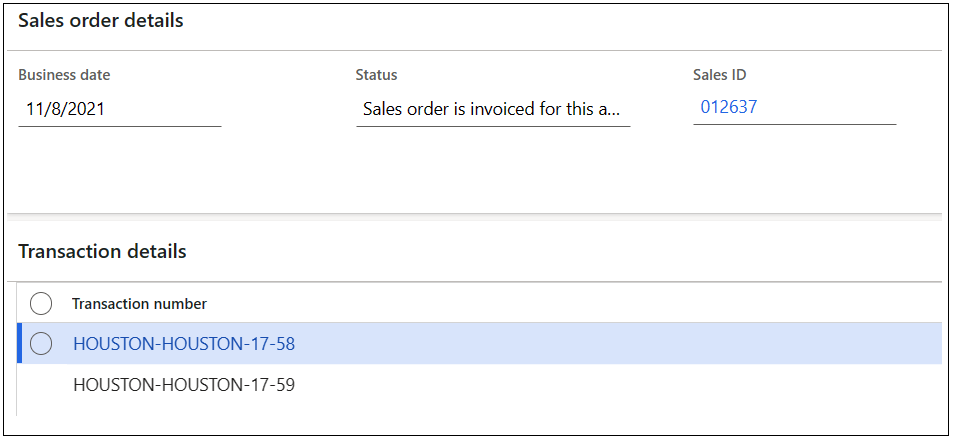 Sales order details
Business date Status Sales ID
11/8/2021 Sales order is invoiced for this a... 012637
Transaction details
Transaction number
HOUSTON-HOUSTON-17-58
HOUSTON-HOUSTON-17-59